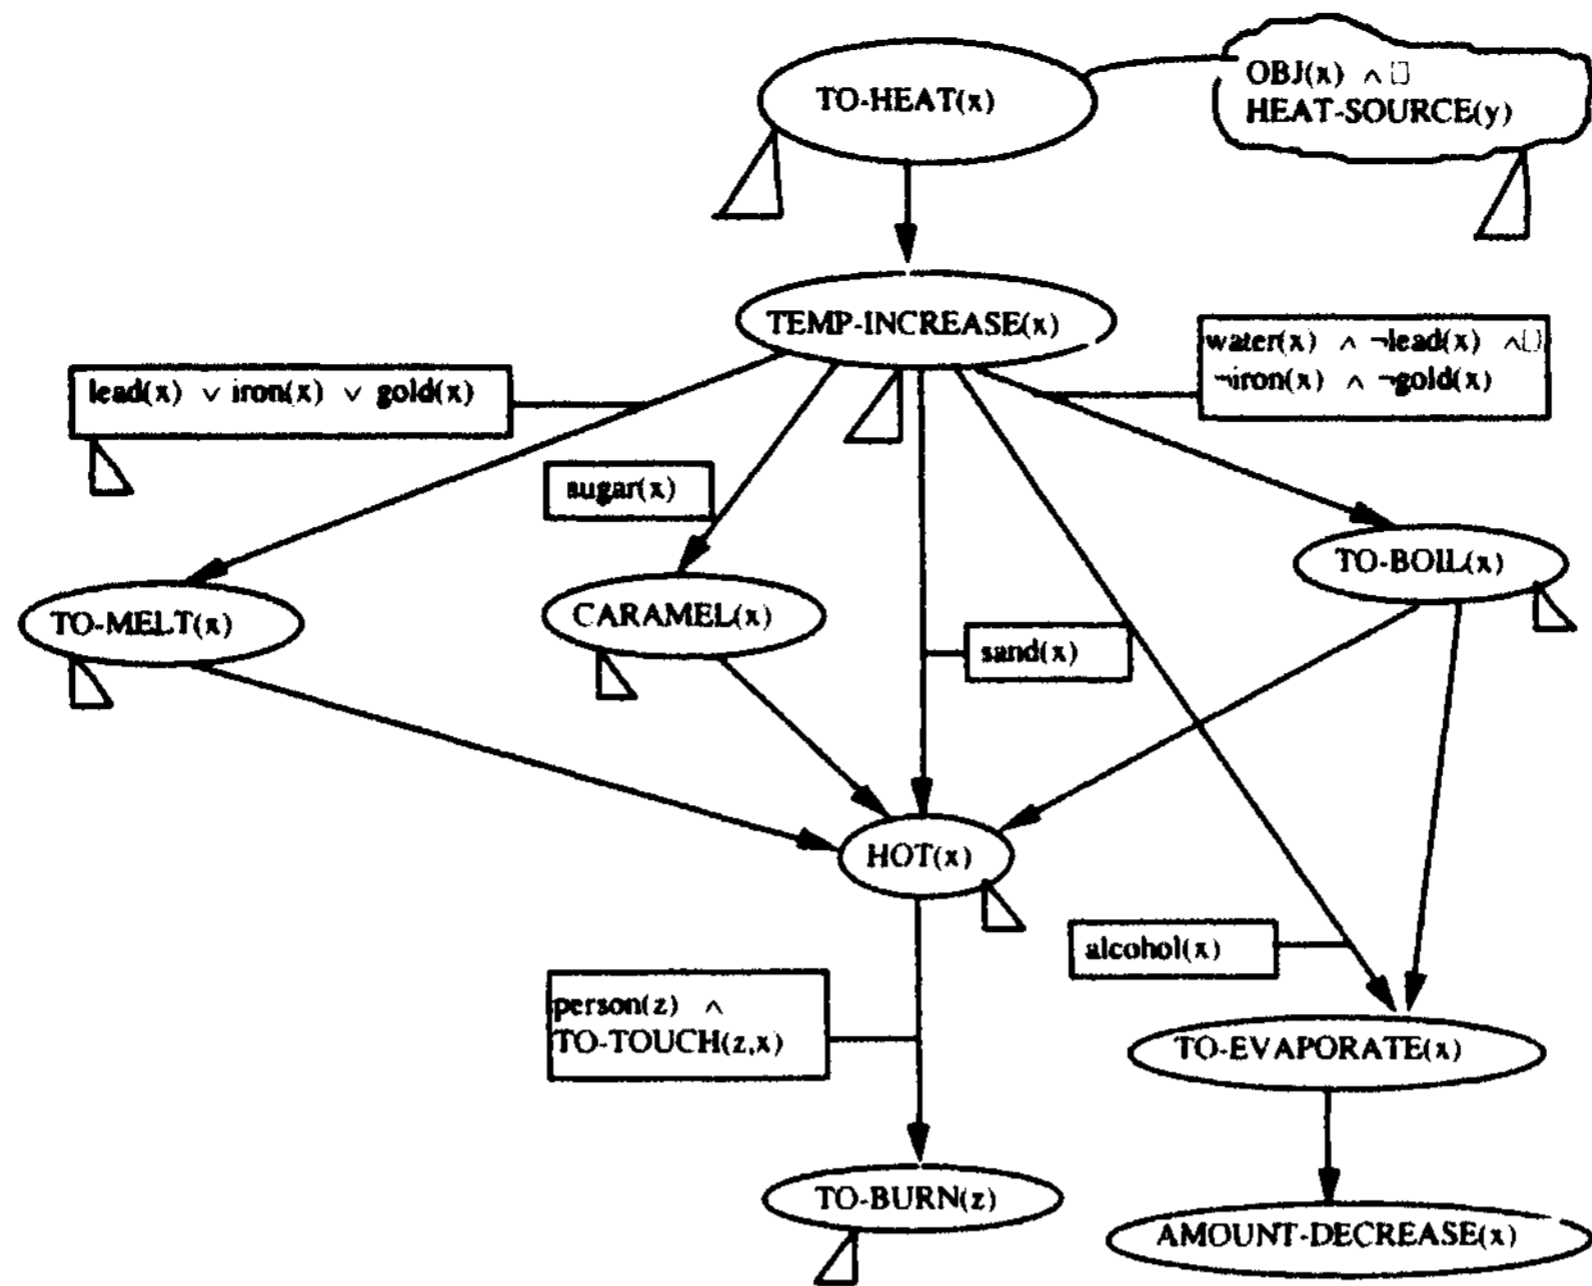 TO-HEAT(x)
OBJ(x) ∧
HEAT-SOURCE(y)
TEMP-INCREASE(x)
lead(x) ∨ iron(x) ∨ gold(x)
water(x) ∧ ¬lead(x) ∧
¬iron(x) ∧ ¬gold(x)
sugar(x)
TO-BOIL(x)
TO-MELT(x)
CARAMEL(x)
sand(x)
HOT(x)
alcohol(x)
person(z) ∧
TO-TOUCH(z,x)
TO-EVAPORATE(x)
TO-BURN(z)
AMOUNT-DECREASE(x)